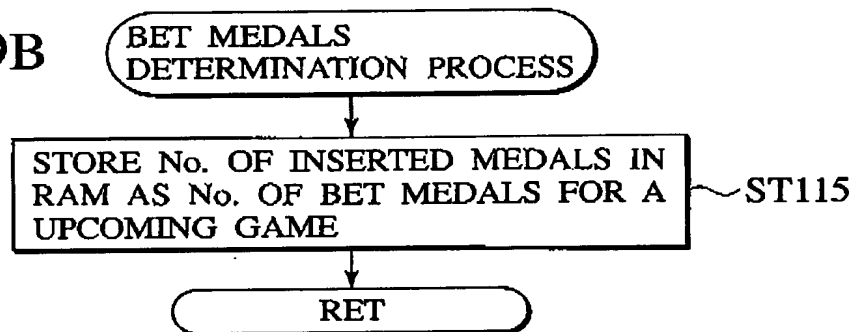 BET MEDALS
DETERMINATION PROCESS
STORE No. OF INSERTED MEDALS IN
RAM AS No. OF BET MEDALS FOR A
UPCOMING GAME
ST115
RET